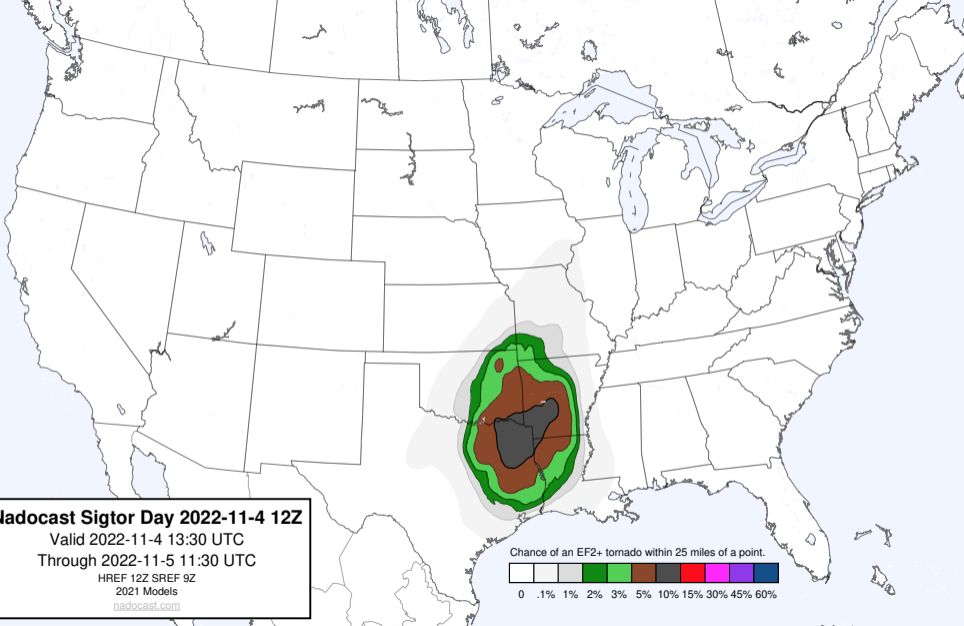 Nadocast Sigtor Day 2022-11-4 12Z
Valid 2022-11-4 13:30 UTC
Through 2022-11-5 11:30 UTC
HREF 12Z SREF 9Z
2021 Models
nadocast.com
Chance of an EF2+ tornado within 25 miles of a point.
0 .1% 1% 2% 3% 5% 10% 15% 30% 45% 60%